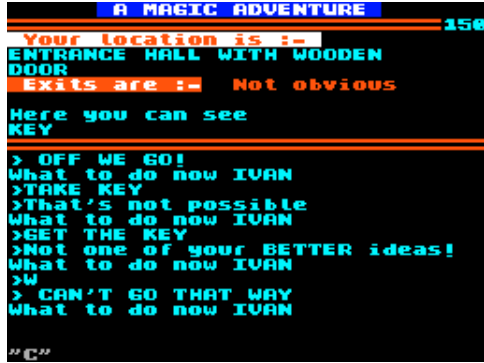 A MAGIC ADVENTURE
150
Your location is :-
ENTRANCE HALL WITH WOODEN
DOOR
Exits are :- Not obvious
Here you can see
KEY
> OFF WE GO!
What to do now IVAN
>TAKE KEY
>That's not possible
What to do now IVAN
>GET THE KEY
>Not one of your BETTER ideas!
What to do now IVAN
>W
> CAN'T GO THAT WAY
What to do now IVAN
"C"